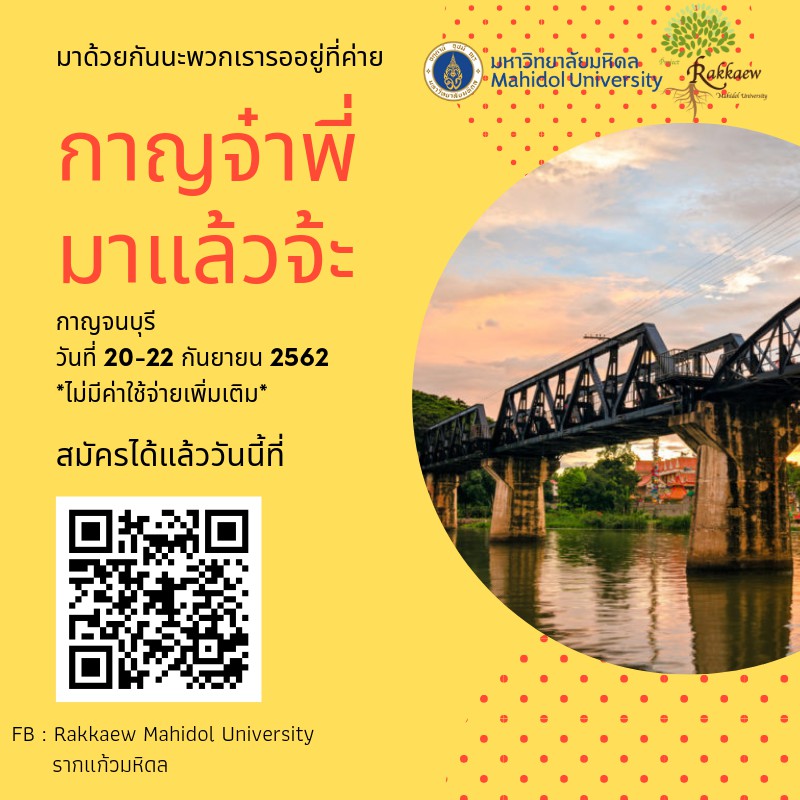 มาด้วยกันนะพวกเรารออยู่ที่ค่าย
มหาวิทยาลัยมหิดล
Mahidol University
Project
Rakkaew
Mahidol University
กาญจ๋าพี่
มาแล้วจ้ะ
กาญจนบุรี
วันที่ 20-22 กันยายน 2562
*ไม่มีค่าใช้จ่ายเพิ่มเติม*
สมัครได้แล้ววันนี้ที่
FB : Rakkaew Mahidol University
รากแก้วมหิดล